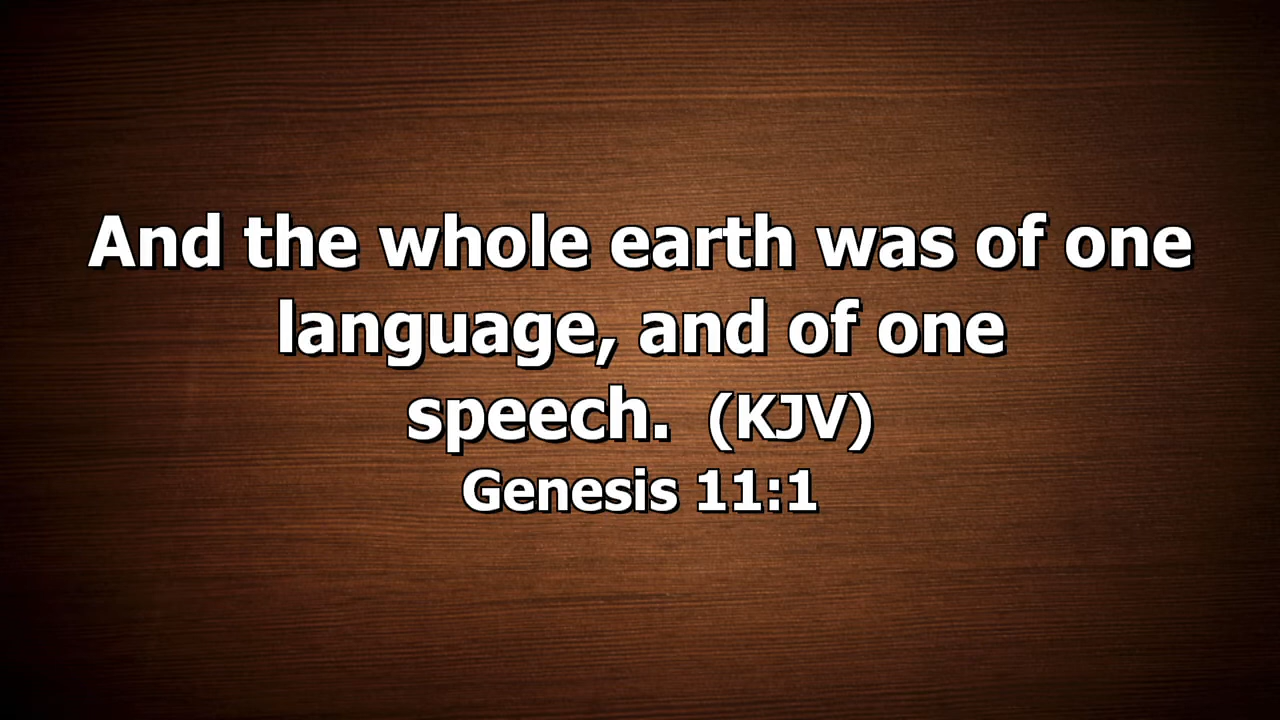 And the whole earth was of one
language, and of one
speech. (KJV)
Genesis 11:1